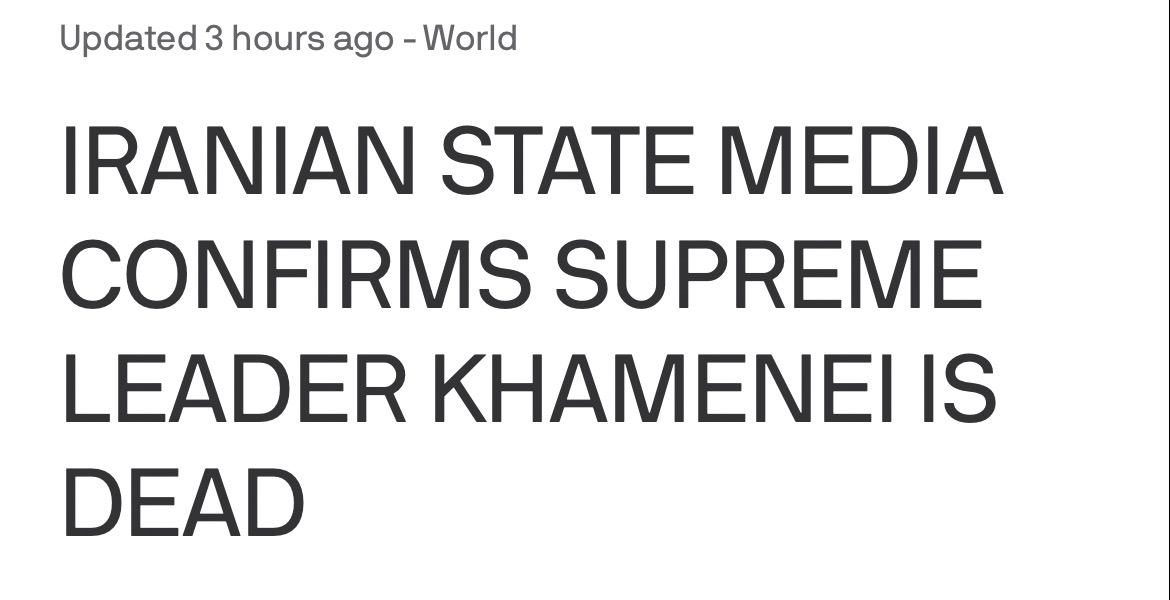 Updated 3 hours ago - World
IRANIAN STATE MEDIA
CONFIRMS SUPREME
LEADER KHAMENEI IS
DEAD